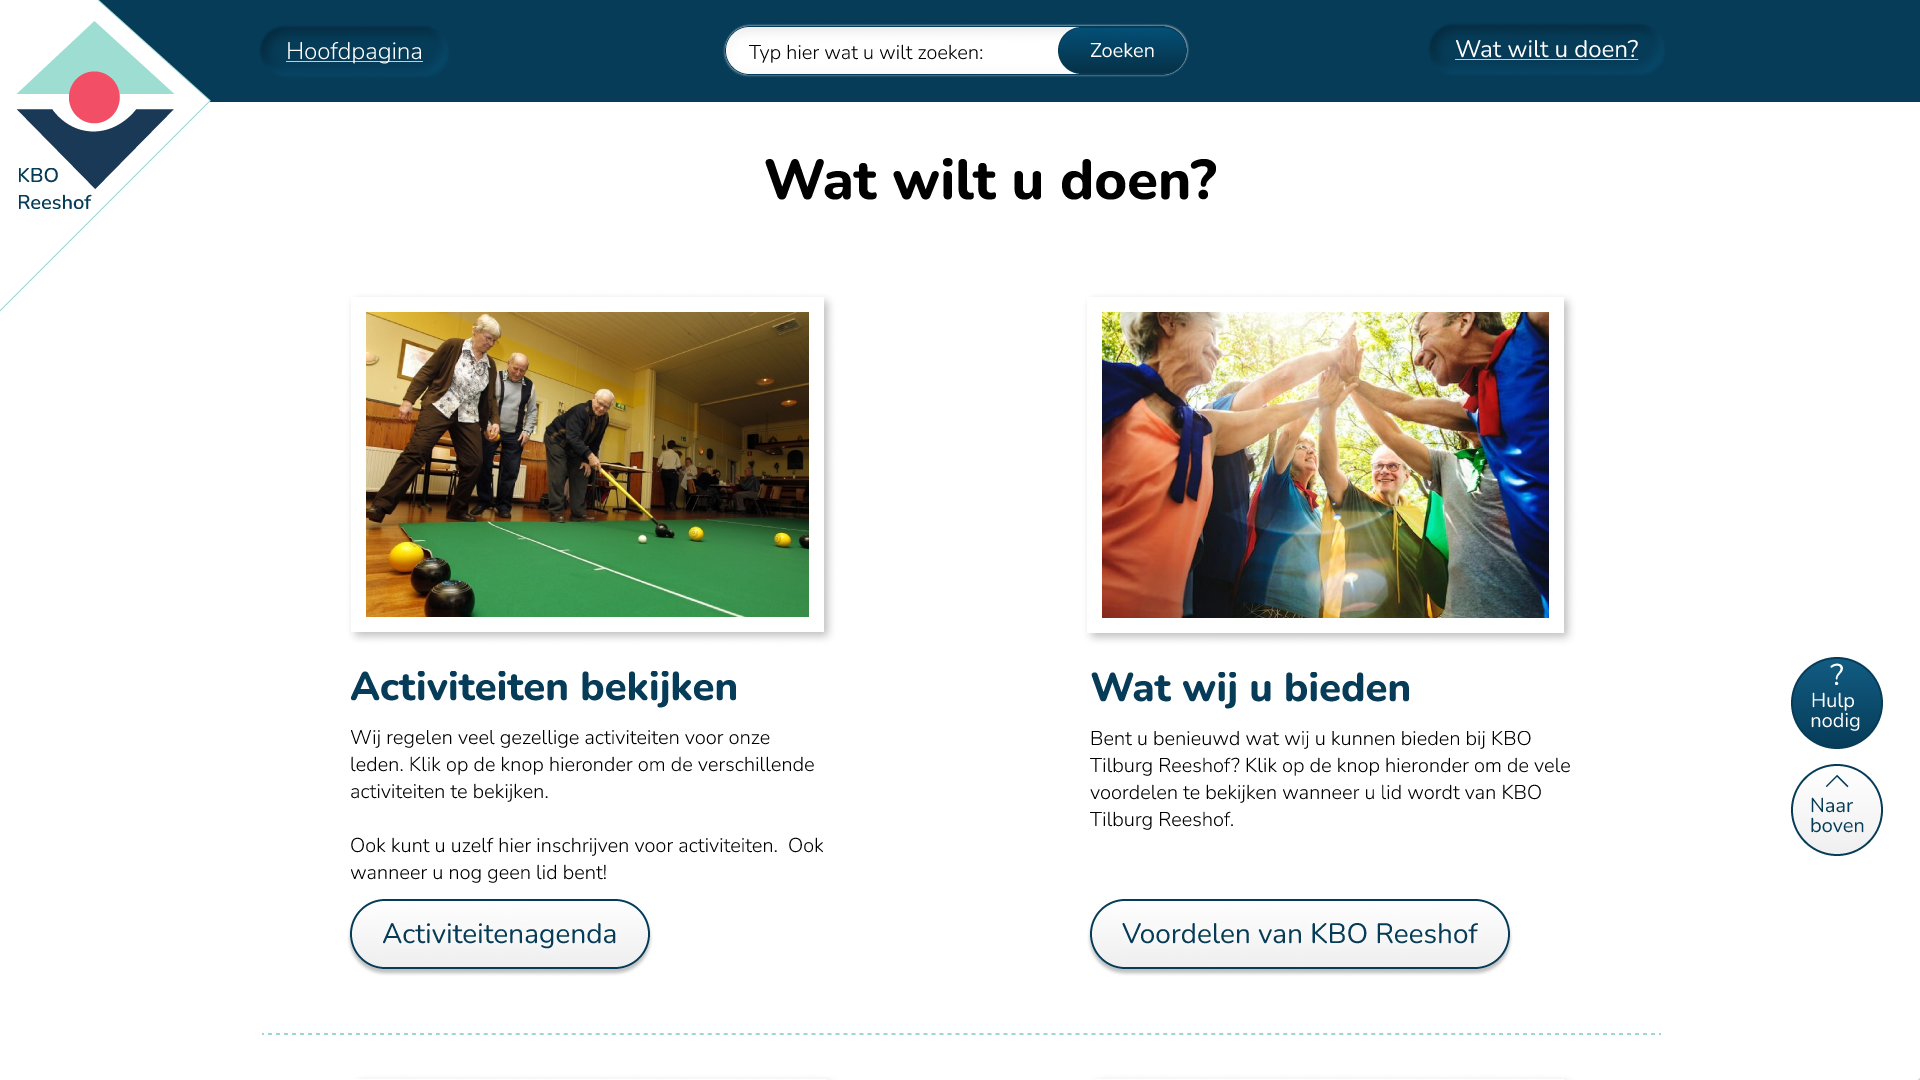 Hoofdpagina
Typ hier wat u wilt zoeken:
Zoeken
Wat wilt u doen?
KBO
Reeshof
Wat wilt u doen?
Activiteiten bekijken
Wij regelen veel gezellige activiteiten voor onze
leden. Klik op de knop hieronder om de verschillende
activiteiten te bekijken.
Ook kunt u uzelf hier inschrijven voor activiteiten.  Ook
wanneer u nog geen lid bent!
Activiteitenagenda
Wat wij u bieden
Bent u benieuwd wat wij u kunnen bieden bij KBO
Tilburg Reeshof? Klik op de knop hieronder om de vele
voordelen te bekijken wanneer u lid wordt van KBO
Tilburg Reeshof.
Voordelen van KBO Reeshof
?
Hulp
nodig
Naar
boven